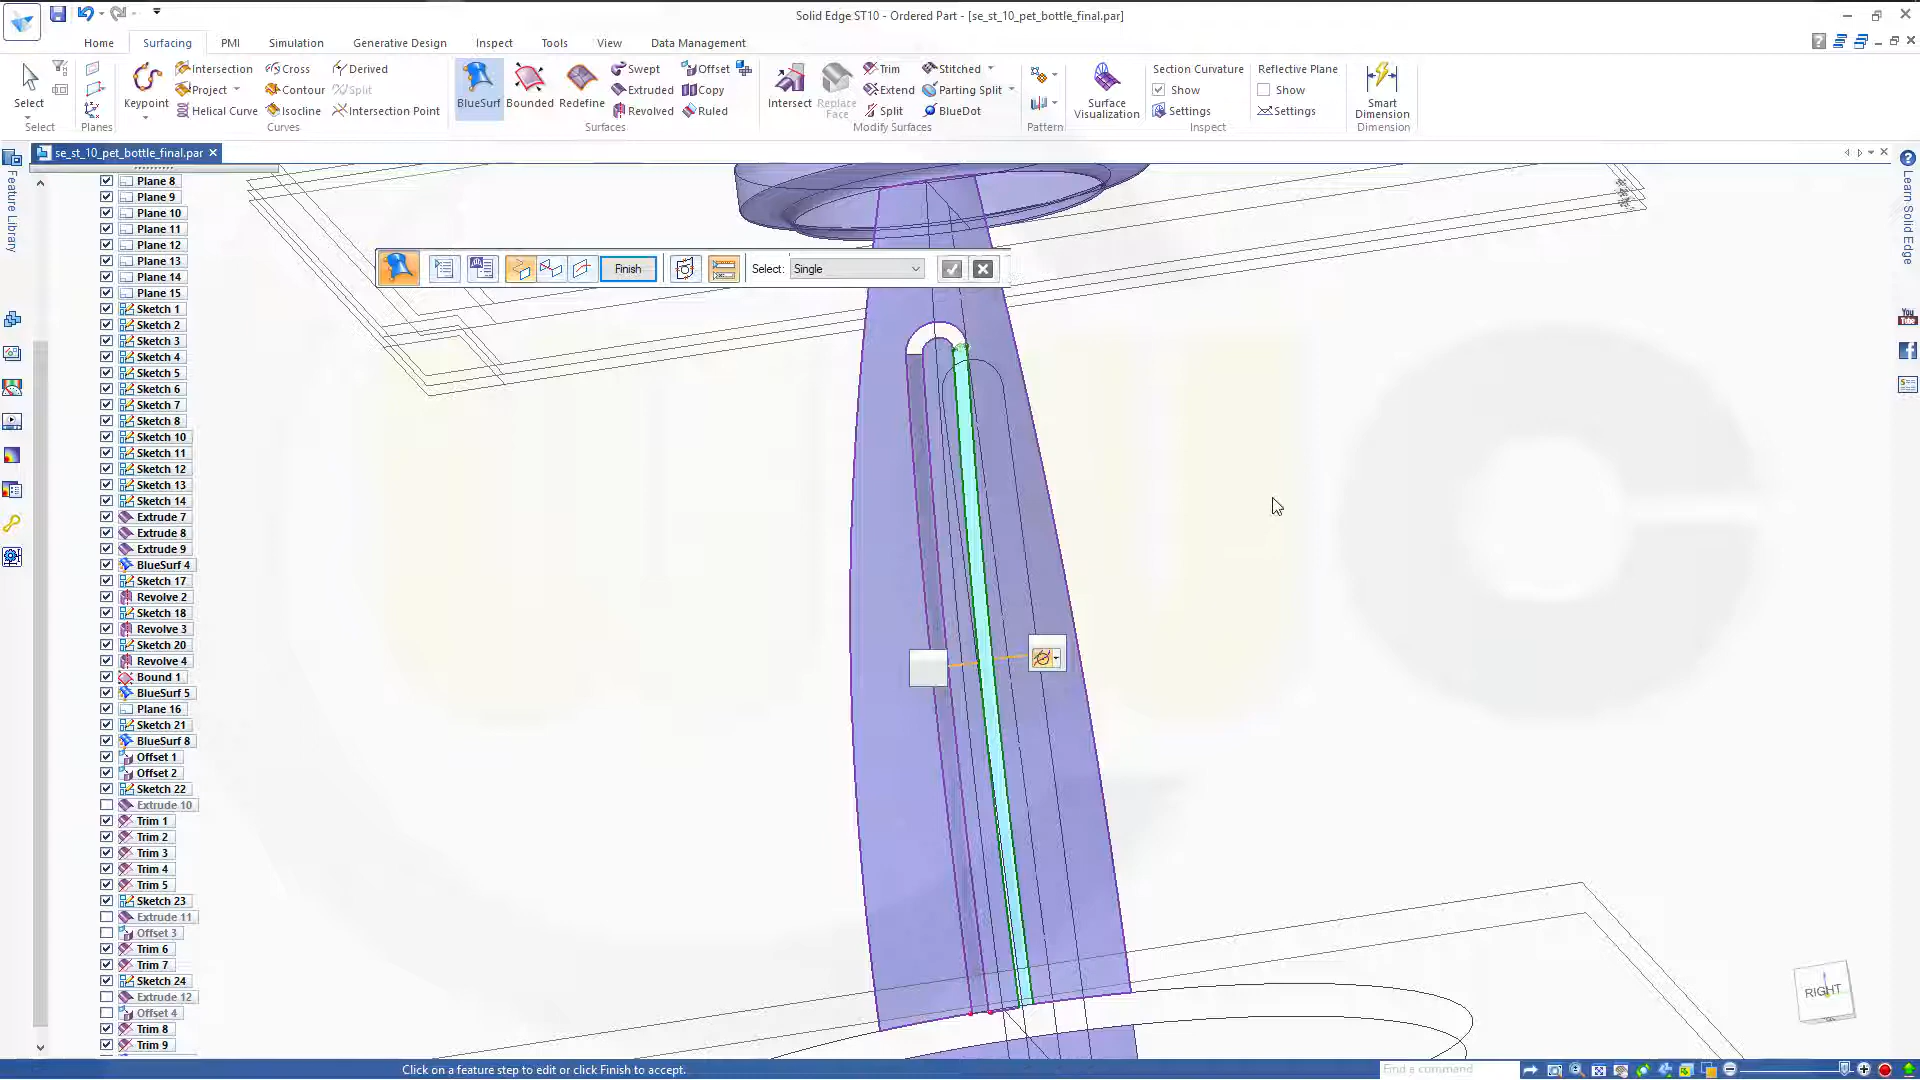 Solid Edge ST10 - Ordered Part - [se_st_10_pet_bottle_final.par]
Home Surfacing PMI Simulation Generative Design Inspect Tools View Data Management
Select
Select
Planes
Keypoint
Intersection
Project
Helical Curve
Cross
Contour
Isocline
Derived
Split
Intersection Point
Curves
BlueSurf
Bounded
Redefine
Swept
Extruded
Revolved
Offset
Copy
Ruled
Surfaces
Intersect
Replace Face
Trim
Extend
Split
Stitched
Parting Split
BlueDot
Modify Surfaces
Pattern
Surface Visualization
Section Curvature
Show
Settings
Inspect
Reflective Plane
Show
Settings
Smart Dimension
Dimension
se_st_10_pet_bottle_final.par
Feature Library
Learn Solid Edge
You Tube
Plane 8
Plane 9
Plane 10
Plane 11
Plane 12
Plane 13
Plane 14
Plane 15
Sketch 1
Sketch 2
Sketch 3
Sketch 4
Sketch 5
Sketch 6
Sketch 7
Sketch 8
Sketch 10
Sketch 11
Sketch 12
Sketch 13
Sketch 14
Extrude 7
Extrude 8
Extrude 9
BlueSurf 4
Sketch 17
Revolve 2
Sketch 18
Revolve 3
Sketch 20
Revolve 4
Bound 1
BlueSurf 5
Plane 16
Sketch 21
BlueSurf 8
Offset 1
Offset 2
Sketch 22
Extrude 10
Trim 1
Trim 2
Trim 3
Trim 4
Trim 5
Sketch 23
Extrude 11
Offset 3
Trim 6
Trim 7
Sketch 24
Extrude 12
Offset 4
Trim 8
Trim 9
Finish
Select: Single
RIGHT
Click on a feature step to edit or click Finish to accept.
Find a command